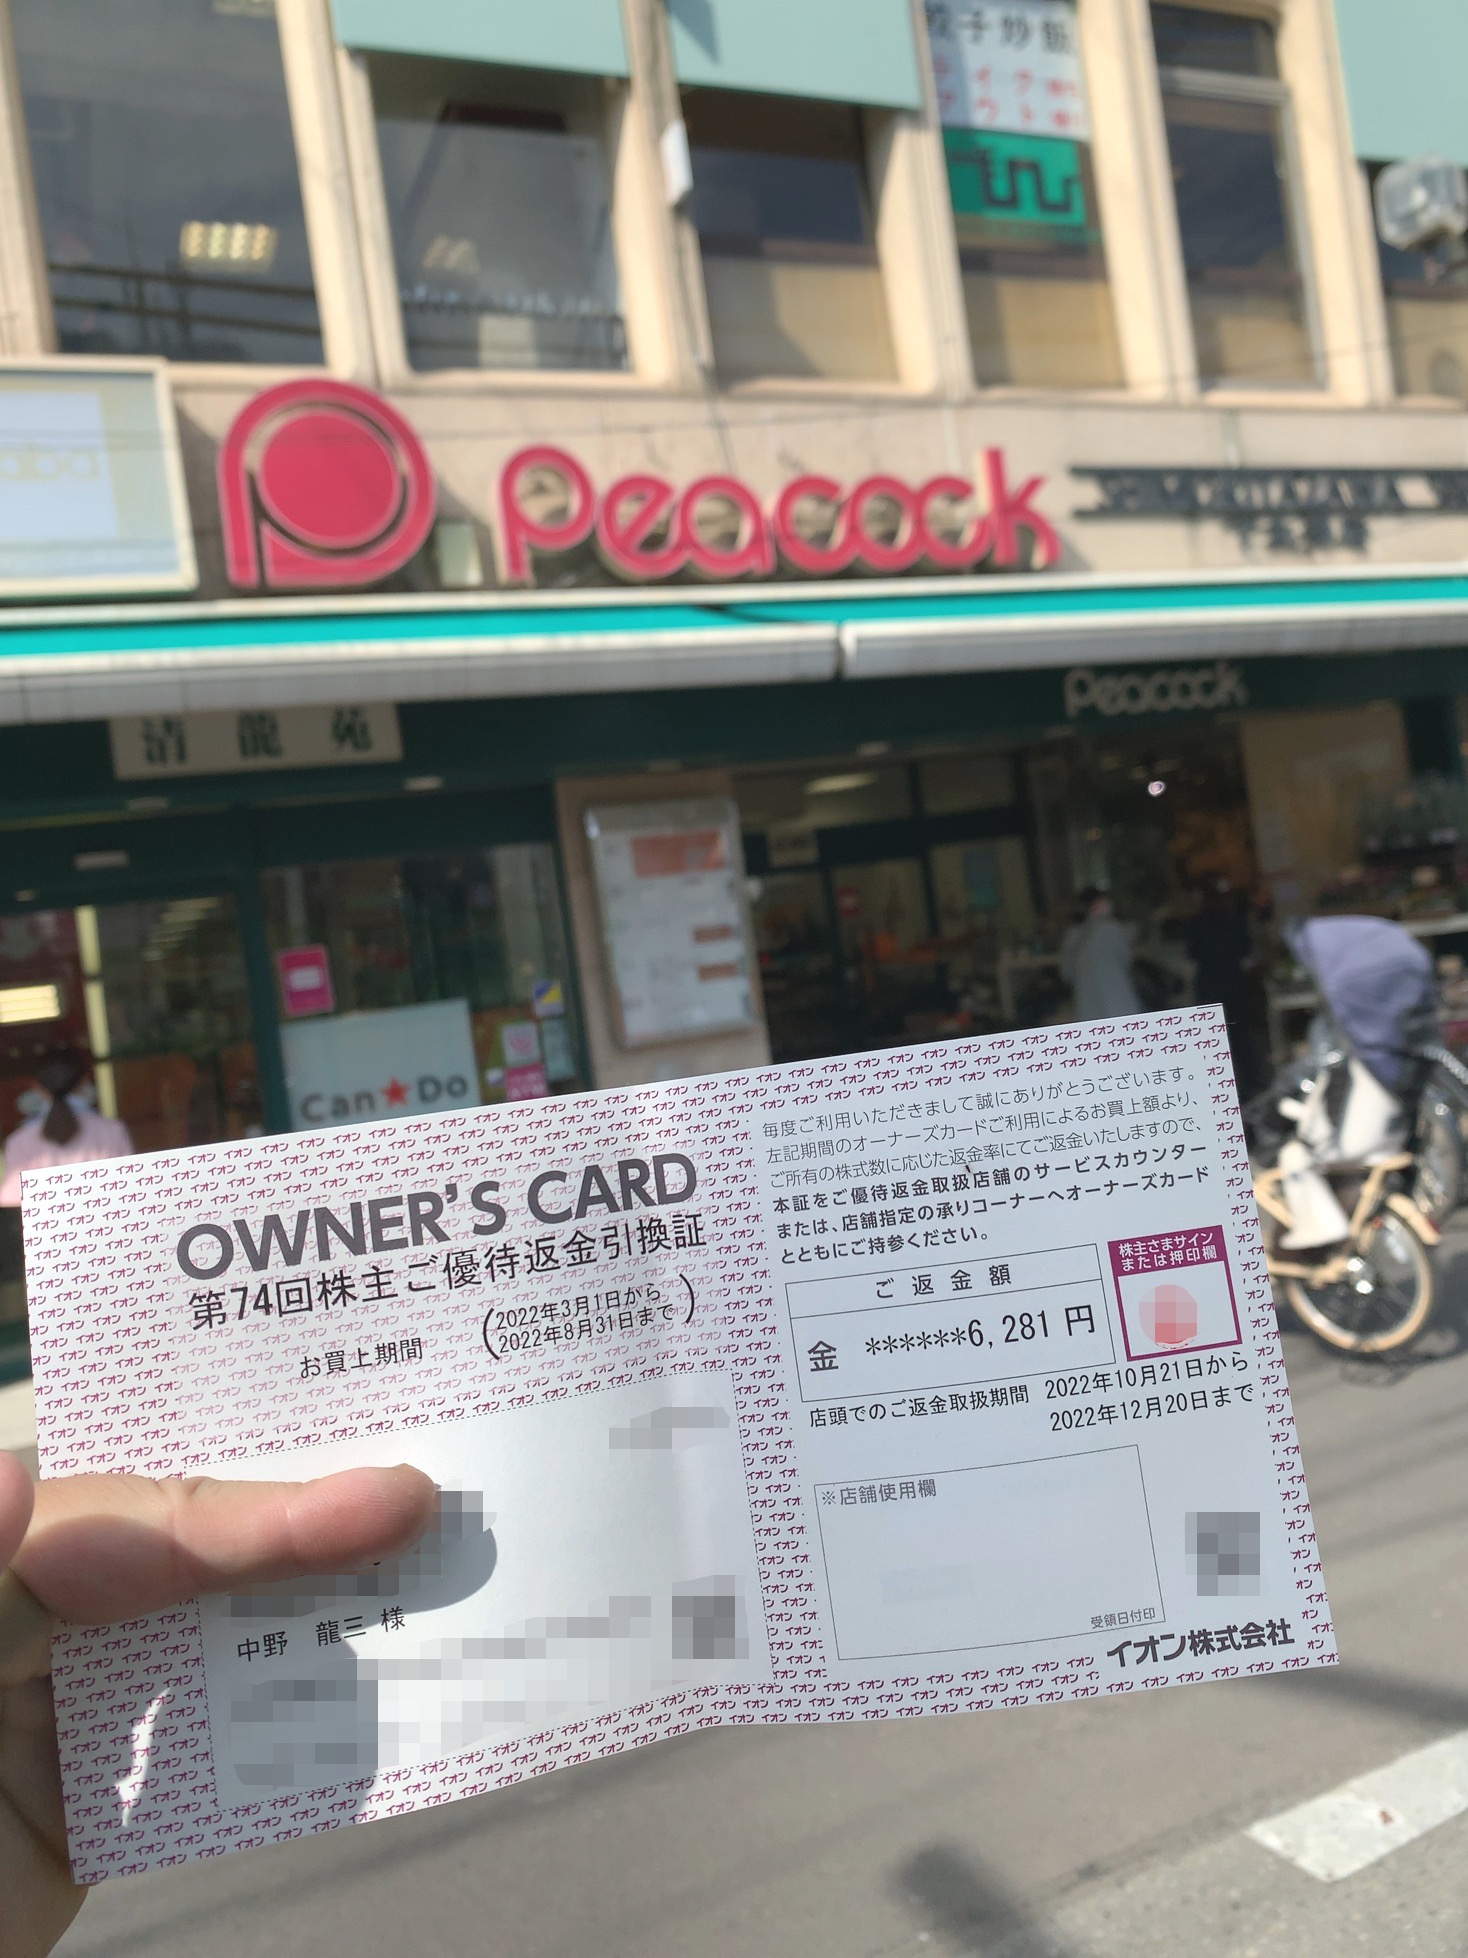 餃子炒飯
テイク
アウト
Peacock
SHIMOKITAZAWA
Peacock
清龍苑
Can★Do
OWNER'S CARD
第74回株主ご優待返金引換証
お買上期間
(2022年3月1日から
2022年8月31日まで)
中野 龍三 様
毎度ご利用いただきまして誠にありがとうございます。
左記期間のオーナーズカードご利用によるお買上額より、
ご所有の株式数に応じた返金率にてご返金いたしますので、
本証をご優待返金取扱店舗のサービスカウンター
または、店舗指定の承りコーナーへオーナーズカード
とともにご持参ください。
ご返金額
金 ******6,281 円
株主さまサイン
または押印欄
店頭でのご返金取扱期間 2022年10月21日から
2022年12月20日まで
※店舗使用欄
受領日付印
イオン株式会社